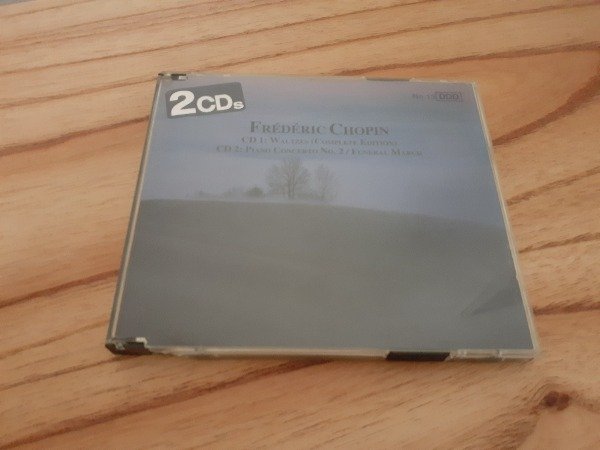 2CDs
DDD
FRÉDÉRIC CHOPIN
CD 1: WALTZES (COMPLETE EDITION)
CD 2: PIANO CONCERTO NO. 2 / FUNERAL MARCH